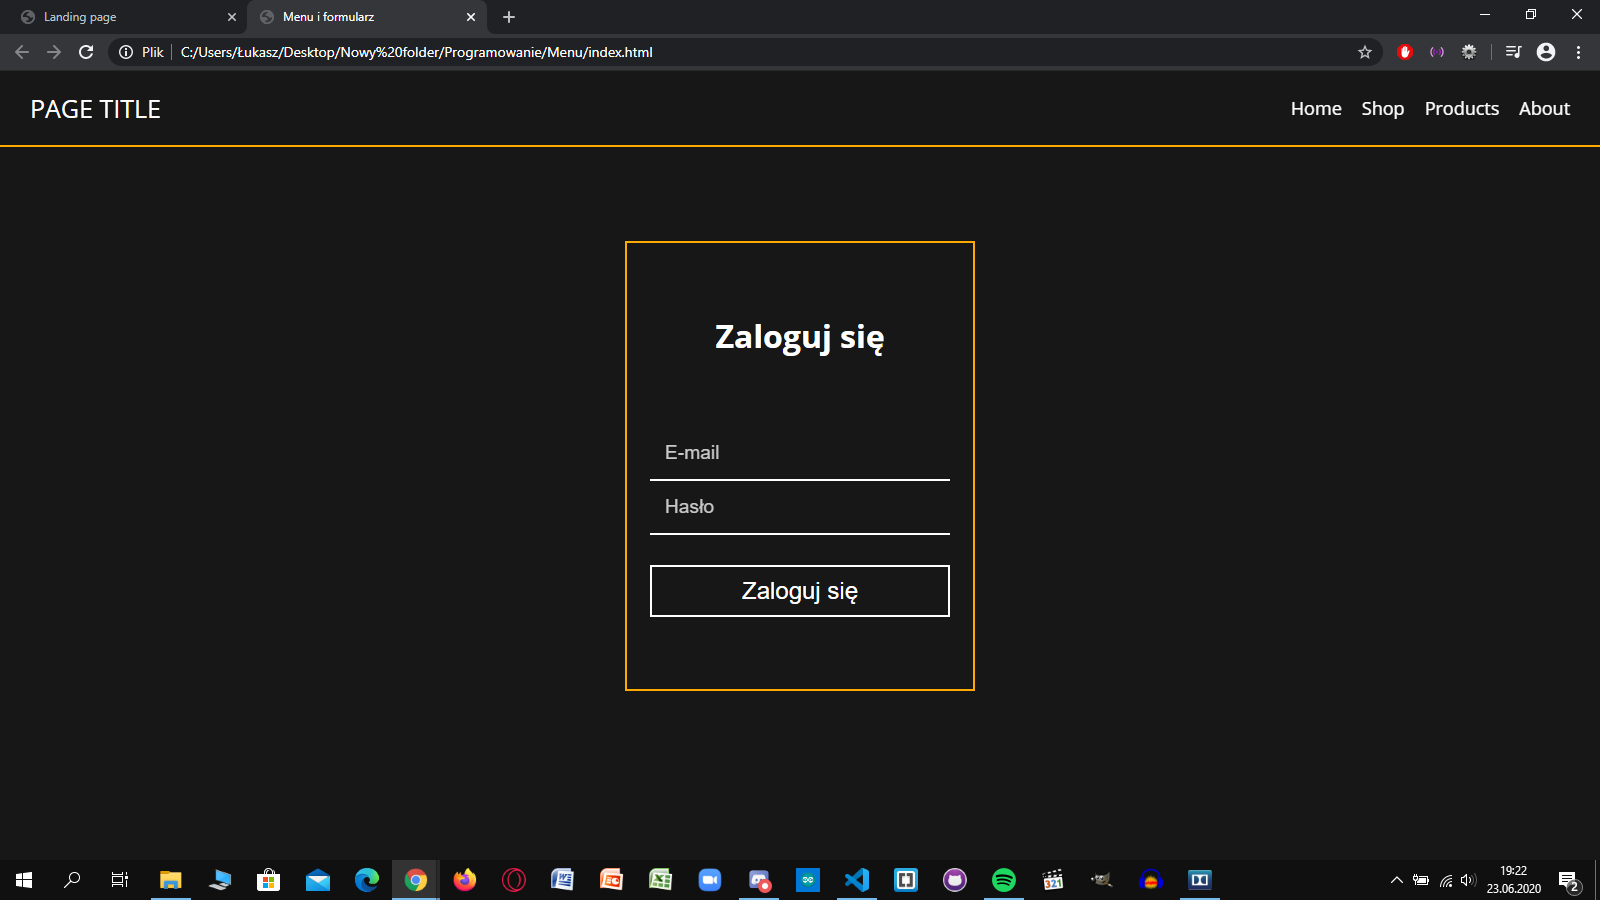 Landing page
Menu i formularz
Plik
C:/Users/Łukasz/Desktop/Nowy%20folder/Programowanie/Menu/index.html
PAGE TITLE
Home Shop Products About
Zaloguj się
E-mail
Hasło
Zaloguj się
321
19:22
23.06.2020
2